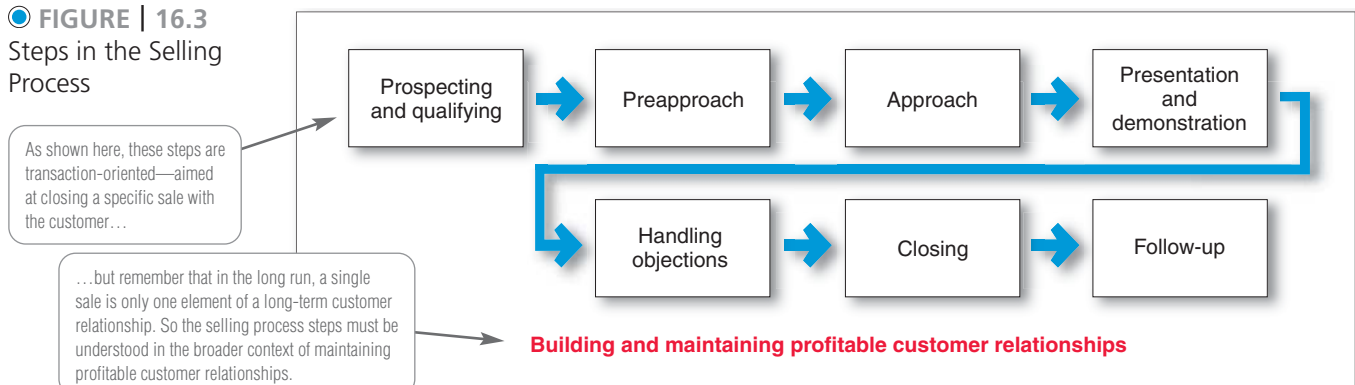 FIGURE | 16.3
Steps in the Selling
Process
Prospecting
and qualifying
Preapproach
Approach
Presentation
and
demonstration
As shown here, these steps are
transaction-oriented—aimed
at closing a specific sale with
the customer…
Handling
objections
Closing
Follow-up
…but remember that in the long run, a single
sale is only one element of a long-term customer
relationship. So the selling process steps must be
understood in the broader context of maintaining
profitable customer relationships.
Building and maintaining profitable customer relationships